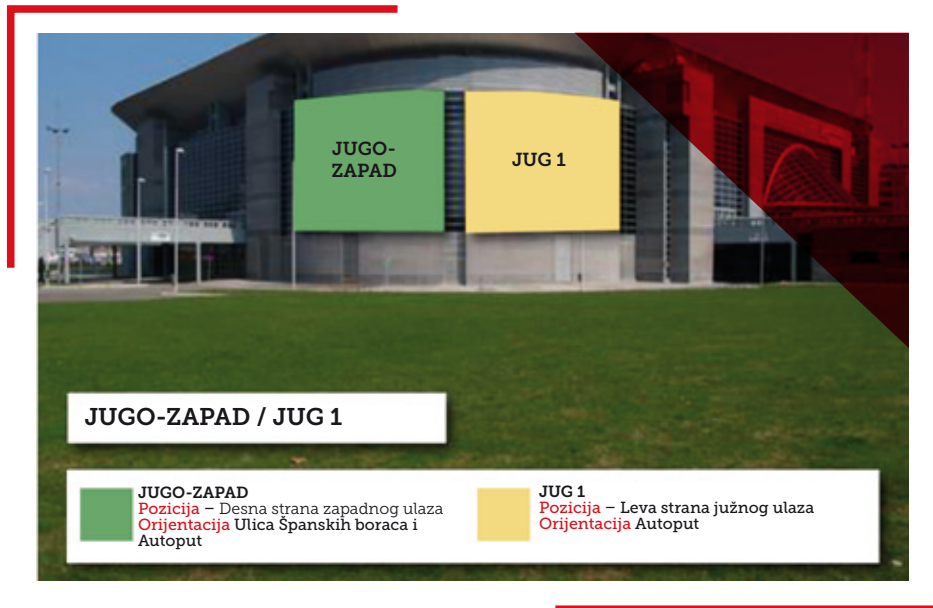 JUGO-
ZAPAD
JUG 1
JUGO-ZAPAD / JUG 1
JUGO-ZAPAD
Pozicija – Desna strana zapadnog ulaza
Orijentacija Ulica Španskih boraca i
Autoput
JUG 1
Pozicija – Leva strana južnog ulaza
Orijentacija Autoput